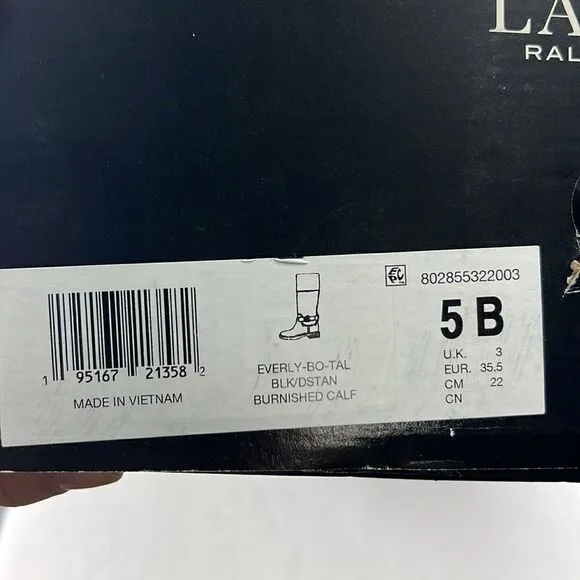 LA
RAL
802855322003
5 B
U.K. 3
EUR. 35.5
CM 22
CN
EVERLY-BO-TAL
BLK/DSTAN
BURNISHED CALF
1 95167 21358 2
MADE IN VIETNAM